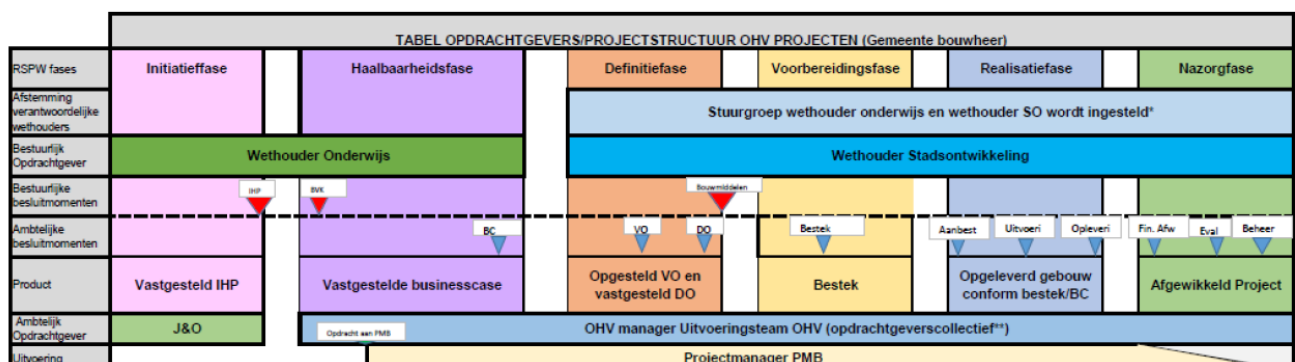 TABEL OPDRACHTGEVERS/PROJECTSTRUCTUUR OHV PROJECTEN (Gemeente bouwheer)
RSPW fases Initiatieffase Haalbaarheidsfase Definitiefase Voorbereidingsfase Realisatiefase Nazorgfase
Afstemming
verantwoordelijke
wethouders
Stuurgroep wethouder onderwijs en wethouder SO wordt ingesteld*
Bestuurlijk
Opdrachtgever
Wethouder Onderwijs Wethouder Stadsontwikkeling
Bestuurlijke
besluitmomenten
IHP BVK Bouwmiddelen
Ambtelijke
besluitmomenten
BC VO DO Bestek Aanbest Uitvoeri Opleveri Fin. Afw Eval Beheer
Product Vastgesteld IHP Vastgestelde businesscase
Opgesteld VO en
vastgesteld DO
Bestek
Opgeleverd gebouw
conform bestek/BC
Afgewikkeld Project
Ambtelijk
Opdrachtgever
J&O Opdracht aan PMB OHV manager Uitvoeringsteam OHV (opdrachtgeverscollectief**)
Uitvoering Projectmanager PMB